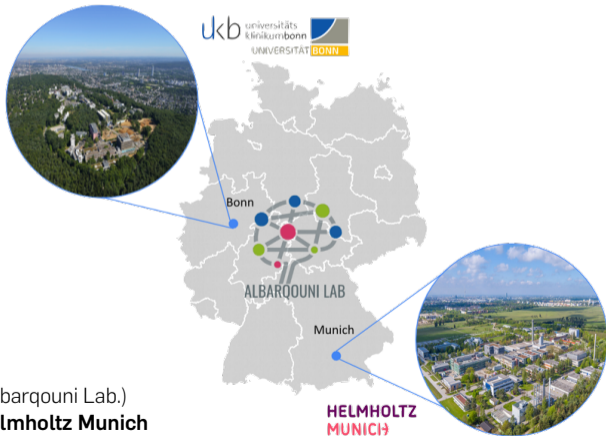 ukb universitäts
klinikumbonn
UNIVERSITÄT BONN
Bonn
ALBARQOUNI LAB
Munich
barqouni Lab.)
lmholtz Munich
HELMHOLTZ
MUNICH